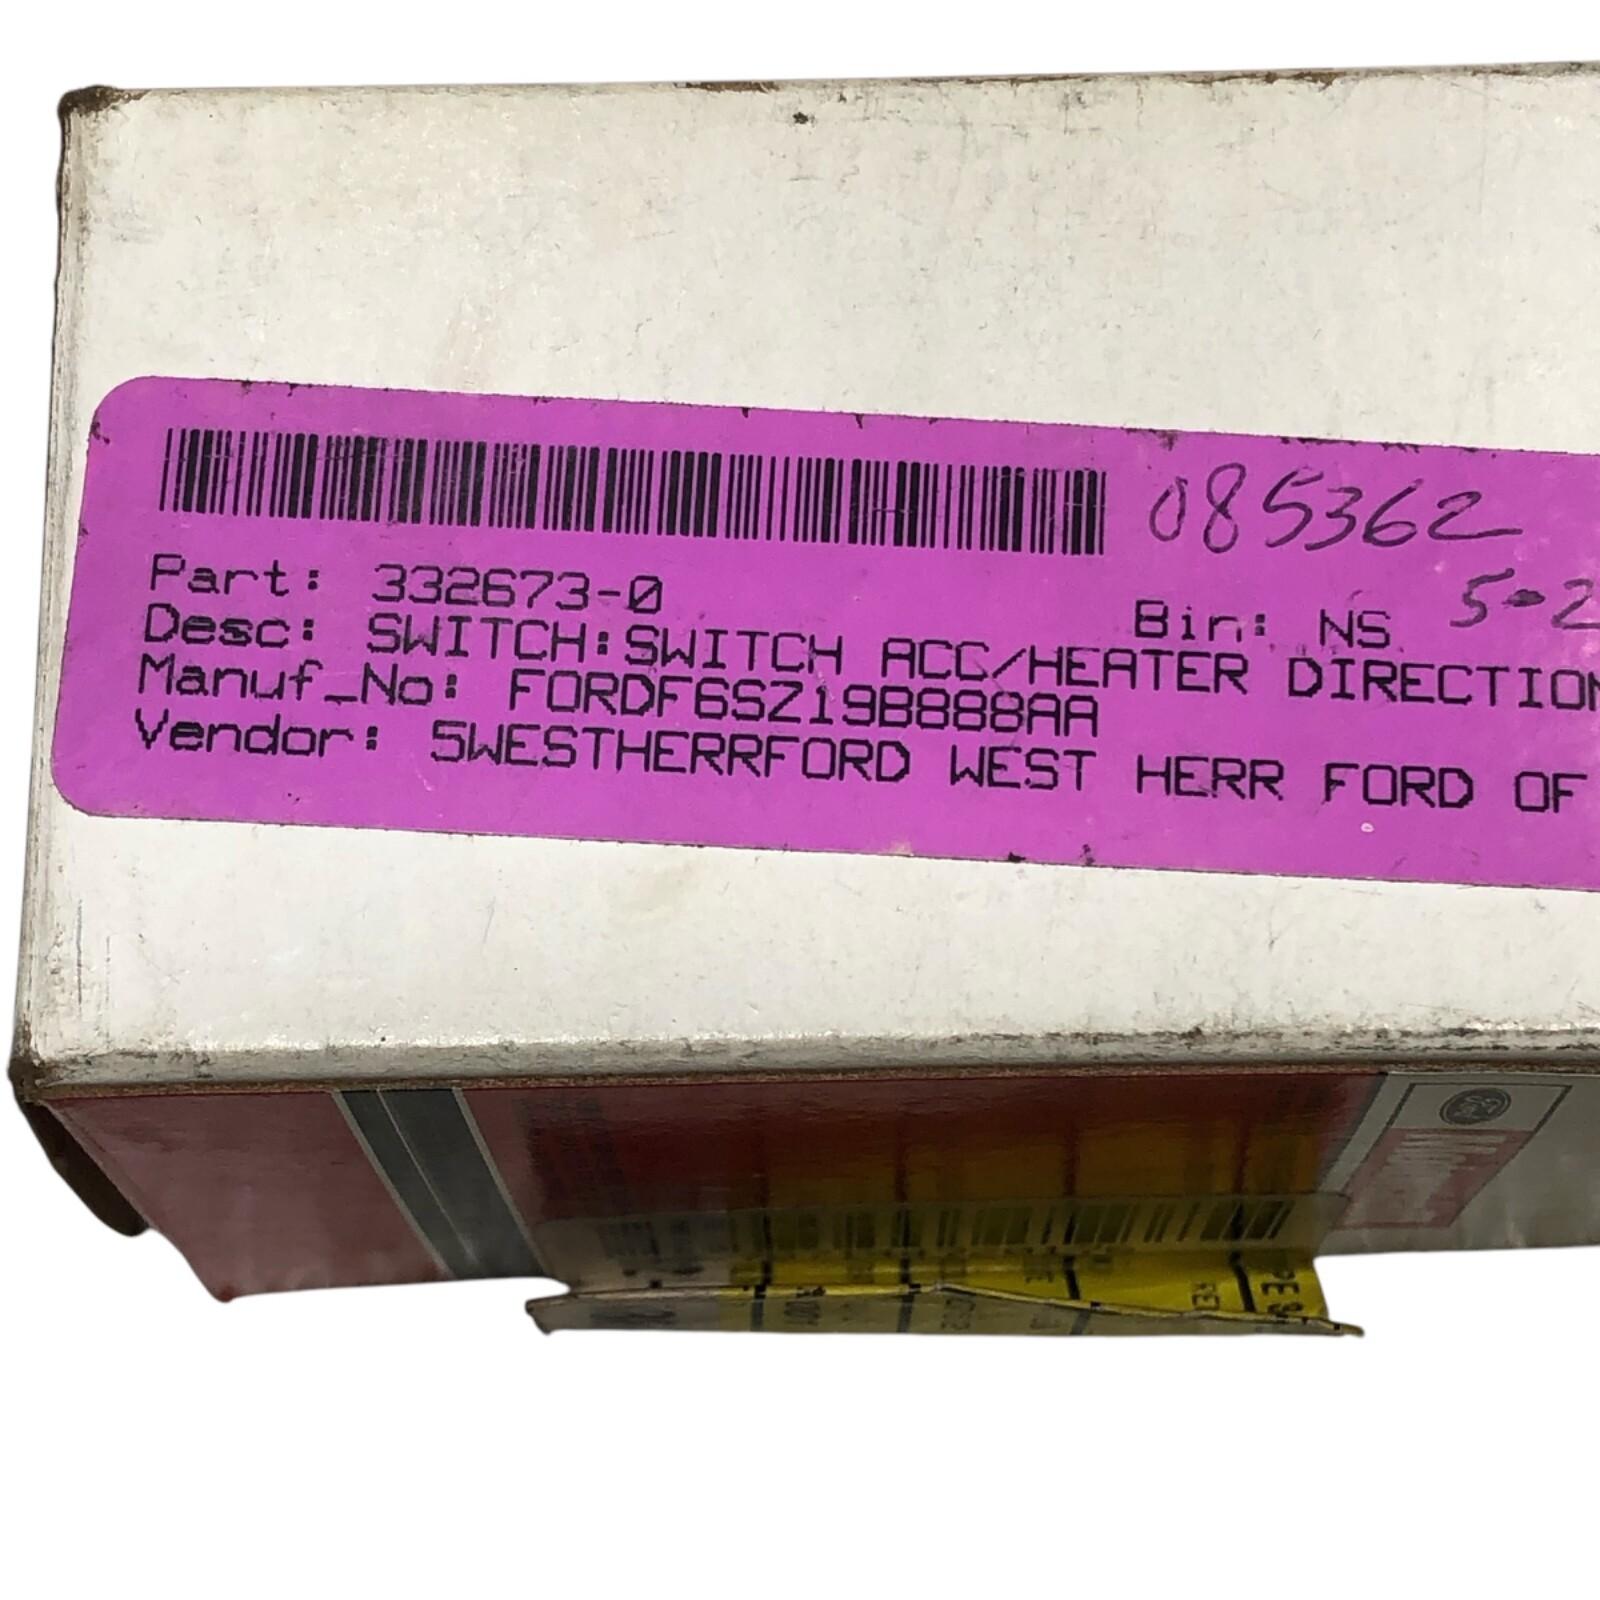 085362
Part: 332673-0
Bin: NS 5-2
Desc: SWITCH:SWITCH ACC/HEATER DIRECTION
Manuf_No: FORDF6SZ19B888AA
Vendor: 5WESTHERRFORD WEST HERR FORD OF